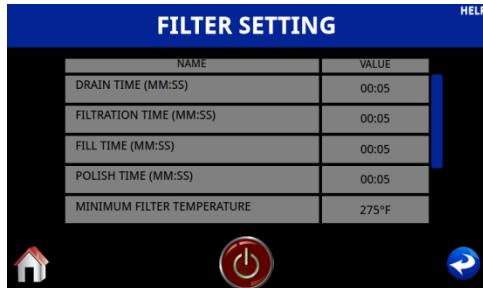 HELP
FILTER SETTING
NAME VALUE
DRAIN TIME (MM:SS) 00:05
FILTRATION TIME (MM:SS) 00:05
FILL TIME (MM:SS) 00:05
POLISH TIME (MM:SS) 00:05
MINIMUM FILTER TEMPERATURE 275°F